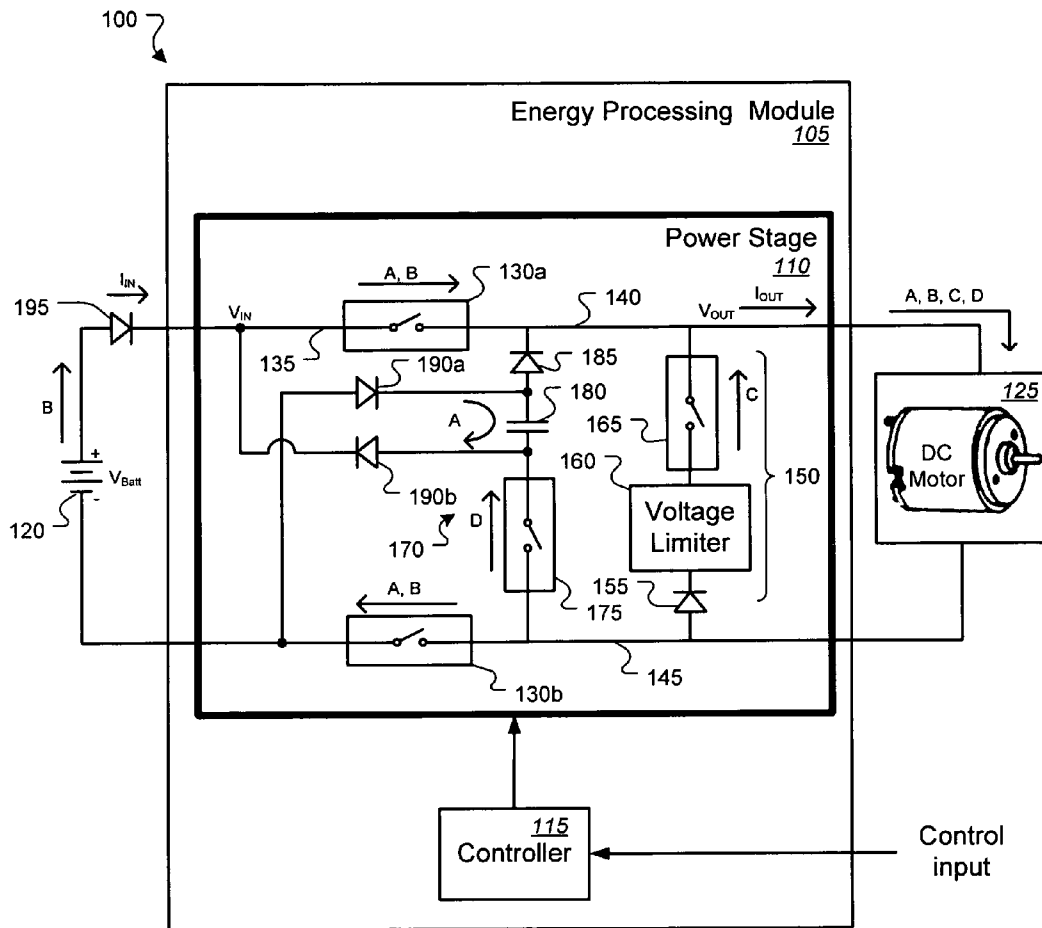 100
Energy Processing Module
105
Power Stage
110
130a
A, B
I_IN
195
V_IN
140
V_OUT
I_OUT
A, B, C, D
135
190a
185
125
B
180
C
A
165
150
DC
Motor
+
V_Batt
-
160
190b
120
170
D
Voltage
Limiter
155
A, B
175
145
130b
115
Controller
Control
input